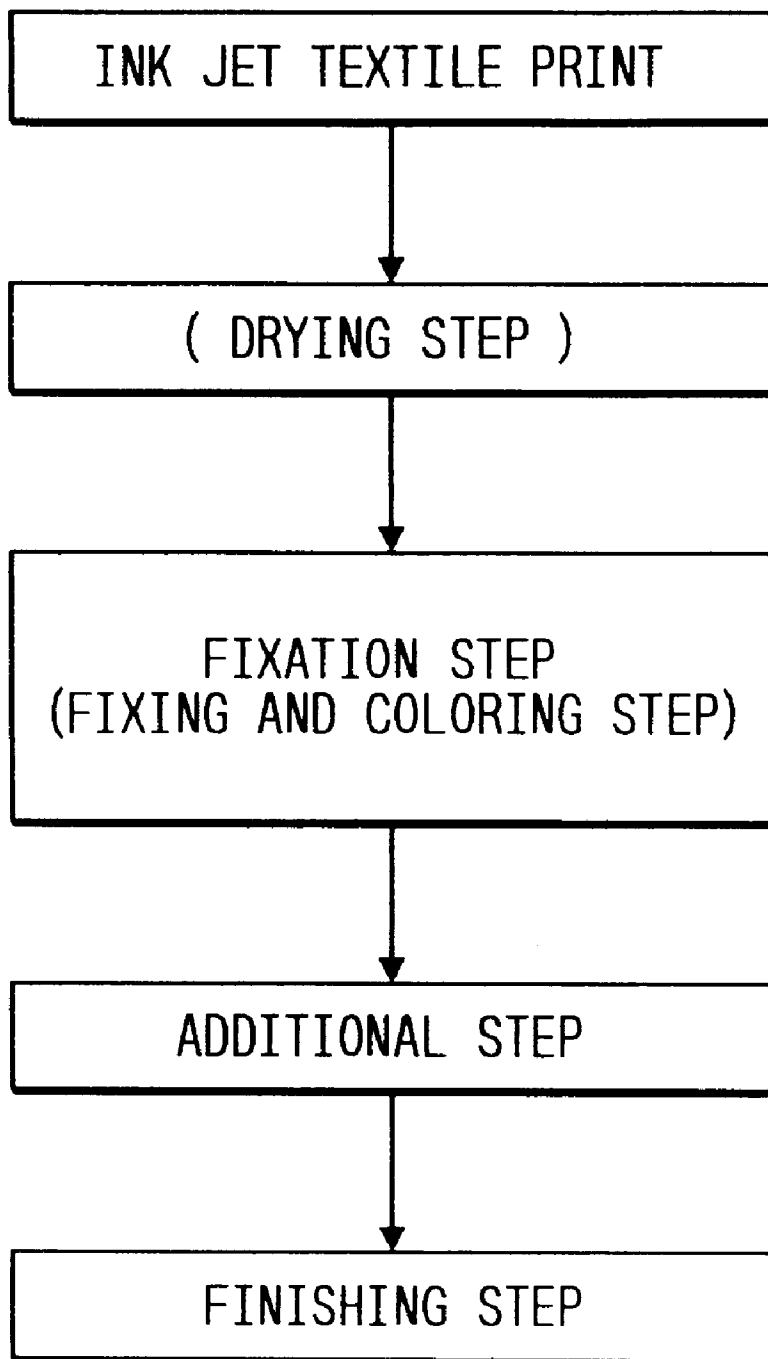 INK JET TEXTILE PRINT
( DRYING STEP )
FIXATION STEP
(FIXING AND COLORING STEP)
ADDITIONAL STEP
FINISHING STEP